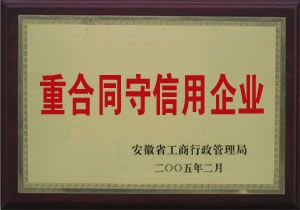 重合同守信用企业
安徽省工商行政管理局
二〇〇五年二月